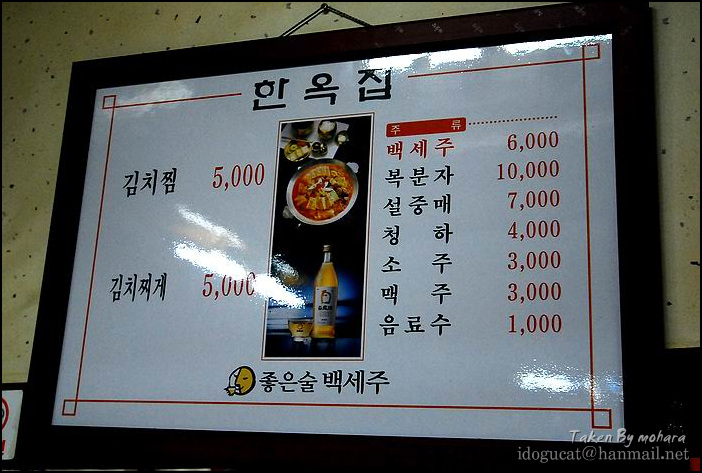 한옥집
김치찜 5,000
김치찌게 5,000
주 류
백세주 6,000
복분자 10,000
설중매 7,000
청 하 4,000
소 주 3,000
맥 주 3,000
음료수 1,000
좋은술 백세주
Taken By mohara
idogucat@hanmail.net